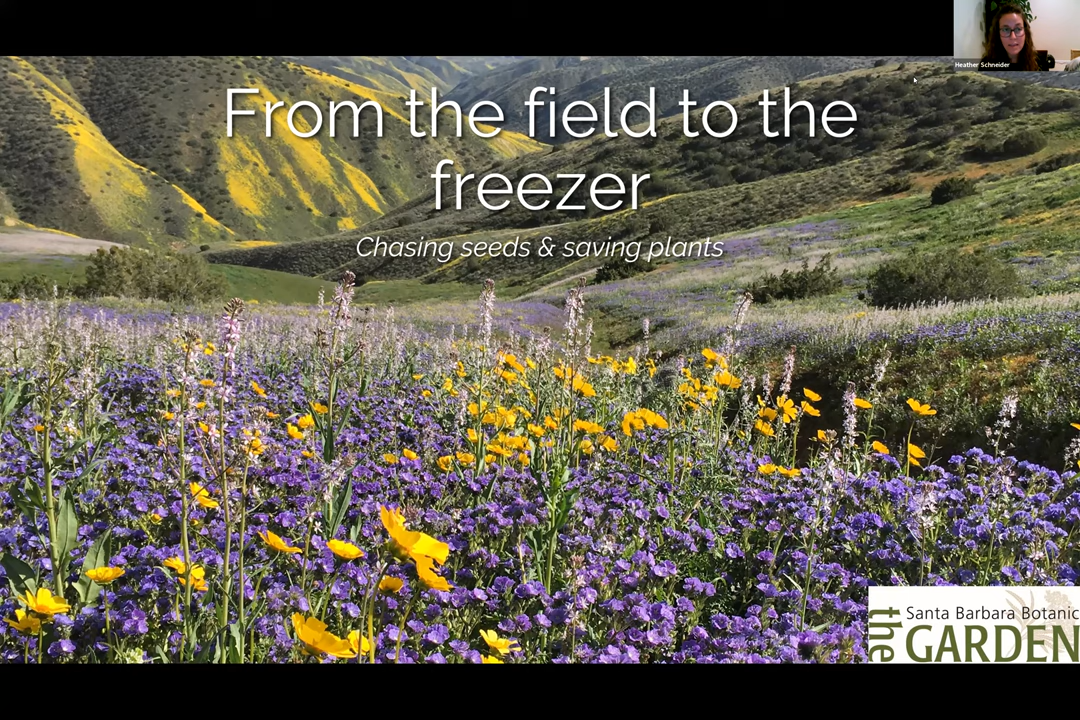 Heather Schneider
From the field to the
freezer
Chasing seeds & saving plants
Santa Barbara Botanic
the GARDEN